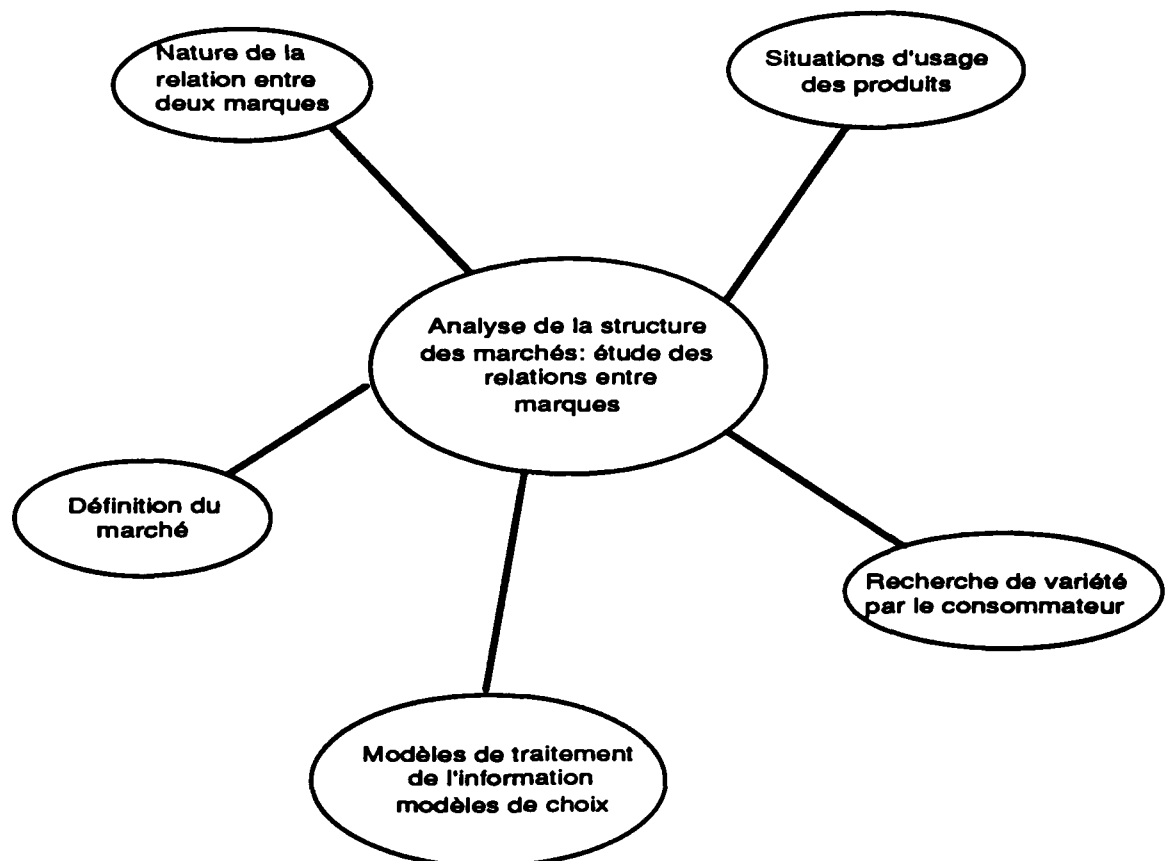 Nature de la
relation entre
deux marques
Situations d'usage
des produits
Analyse de la structure
des marchés: étude des
relations entre
marques
Définition du
marché
Recherche de variété
par le consommateur
Modèles de traitement
de l'information
modèles de choix